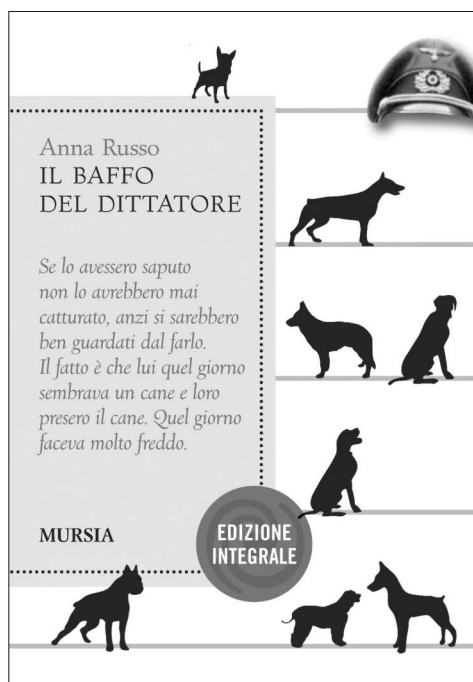 Anna Russo
IL BAFFO
DEL DITTATORE
Se lo avessero saputo
non lo avrebbero mai
catturato, anzi si sarebbero
ben guardati dal farlo.
Il fatto è che lui quel giorno
sembrava un cane e loro
presero il cane. Quel giorno
faceva molto freddo.
MURSIA
EDIZIONE
INTEGRALE